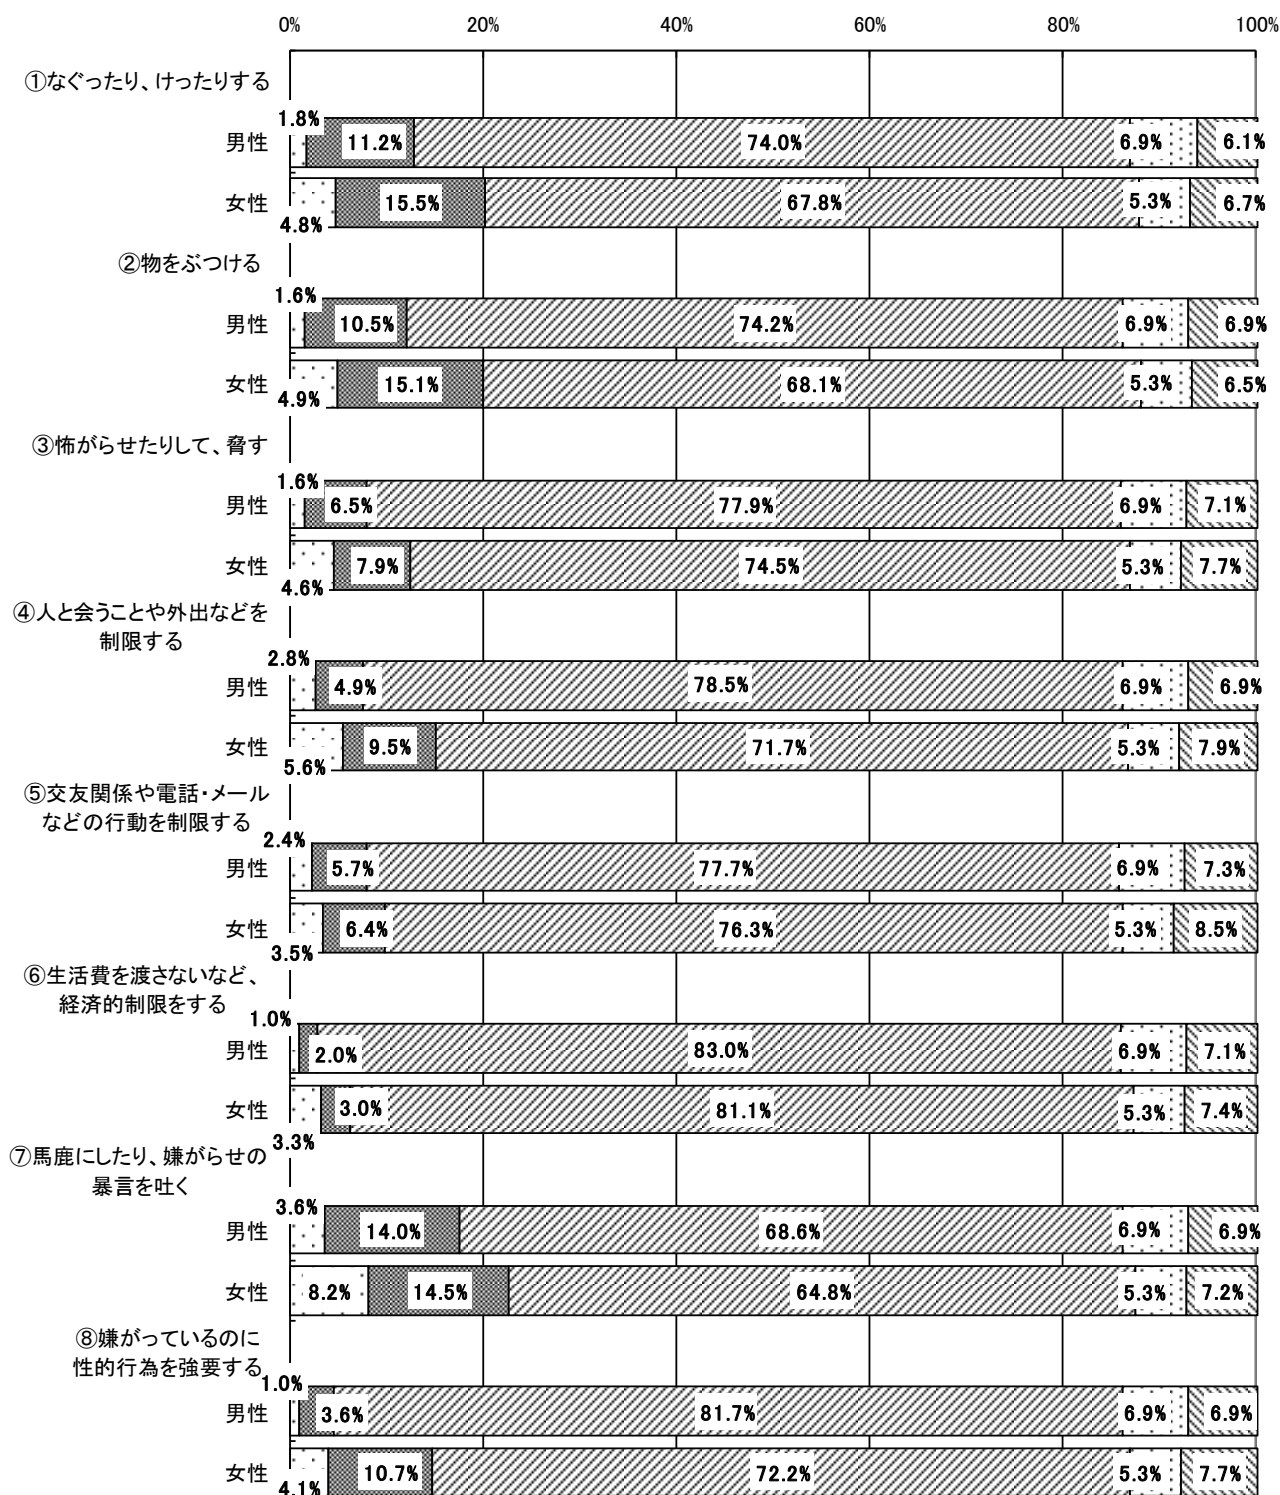 0% 20% 40% 60% 80% 100%
①なぐったり、けったりする
男性 1.8% 11.2% 74.0% 6.9% 6.1%
女性 4.8% 15.5% 67.8% 5.3% 6.7%
②物をぶつける
男性 1.6% 10.5% 74.2% 6.9% 6.9%
女性 4.9% 15.1% 68.1% 5.3% 6.5%
③怖がらせたりして、脅す
男性 1.6% 6.5% 77.9% 6.9% 7.1%
女性 4.6% 7.9% 74.5% 5.3% 7.7%
④人と会うことや外出などを
制限する
男性 2.8% 4.9% 78.5% 6.9% 6.9%
女性 5.6% 9.5% 71.7% 5.3% 7.9%
⑤交友関係や電話・メール
などの行動を制限する
男性 2.4% 5.7% 77.7% 6.9% 7.3%
女性 3.5% 6.4% 76.3% 5.3% 8.5%
⑥生活費を渡さないなど、
経済的制限をする
男性 1.0% 2.0% 83.0% 6.9% 7.1%
女性 3.3% 3.0% 81.1% 5.3% 7.4%
⑦馬鹿にしたり、嫌がらせの
暴言を吐く
男性 3.6% 14.0% 68.6% 6.9% 6.9%
女性 8.2% 14.5% 64.8% 5.3% 7.2%
⑧嫌がっているのに
性的行為を強要する
男性 1.0% 3.6% 81.7% 6.9% 6.9%
女性 4.1% 10.7% 72.2% 5.3% 7.7%